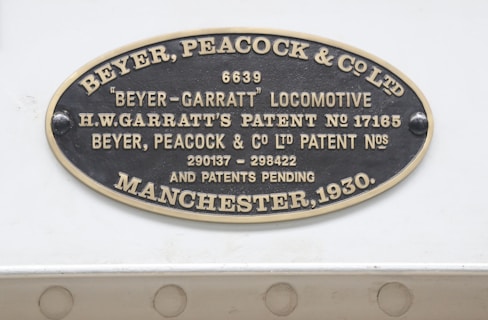 BEYER, PEACOCK & Co LTD
6639
"BEYER-GARRATT" LOCOMOTIVE
H.W.GARRATT'S PATENT No 17165
BEYER, PEACOCK & Co LTD PATENT Nos
290137 - 298422
AND PATENTS PENDING
MANCHESTER, 1930.